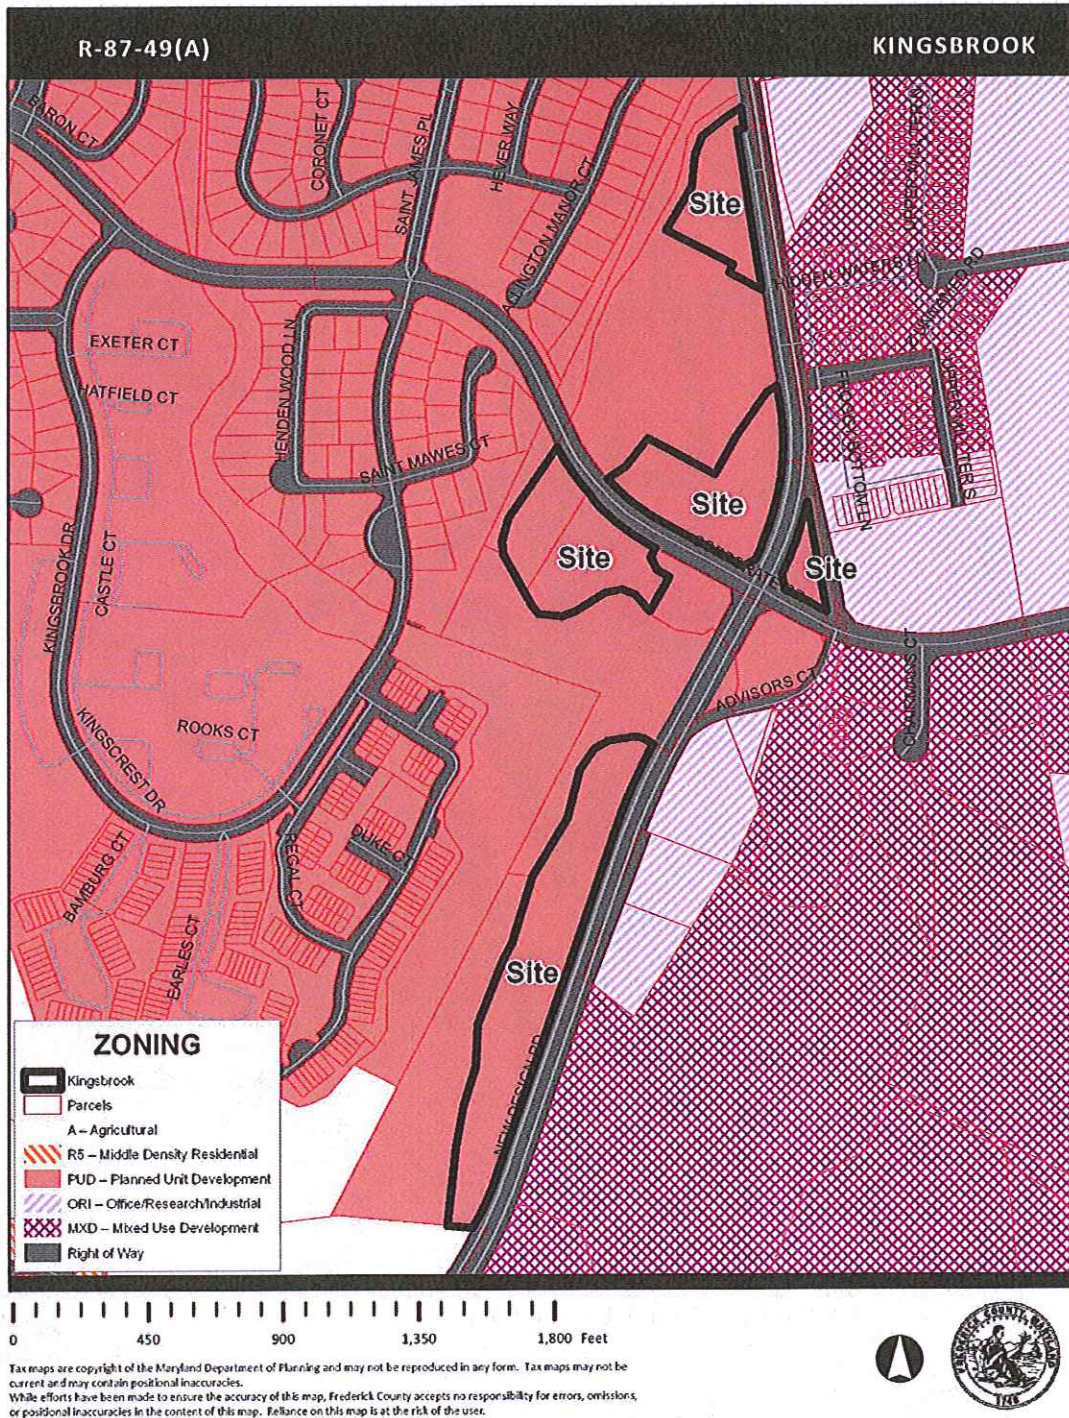 R-87-49(A)
KINGSBROOK
BARON CT
CORONET CT
SAINT JAMES PL
HEVER WAY
ALLINGTON MANOR CT
Site
EXETER CT
HATFIELD CT
HENDEN WOOD LN
SAINT MAWES CT
KINGSBROOK DR
CASTLE CT
Site
Site
Site
ADVISORS CT
CHAIRMANS CT
ROOKS CT
KINGSCREST DR
REGAL CT
DUKE CT
BAMBURG CT
EARLES CT
Site
NEW DESIGN RD
ZONING
Kingsbrook
Parcels
A – Agricultural
R5 – Middle Density Residential
PUD – Planned Unit Development
ORI – Office/Research/Industrial
MXD – Mixed Use Development
Right of Way
0 450 900 1,350 1,800 Feet
Tax maps are copyright of the Maryland Department of Planning and may not be reproduced in any form. Tax maps may not be
current and may contain positional inaccuracies.
While efforts have been made to ensure the accuracy of this map, Frederick County accepts no responsibility for errors, omissions,
or positional inaccuracies in the content of this map. Reliance on this map is at the risk of the user.
FREDERICK COUNTY, MARYLAND
1748